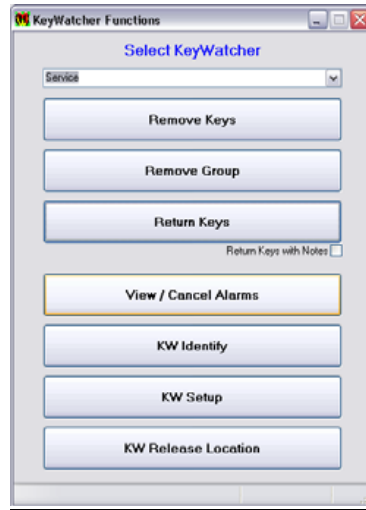 KeyWatcher Functions
Select KeyWatcher
Service
Remove Keys
Remove Group
Return Keys
Return Keys with Notes
View / Cancel Alarms
KW Identify
KW Setup
KW Release Location